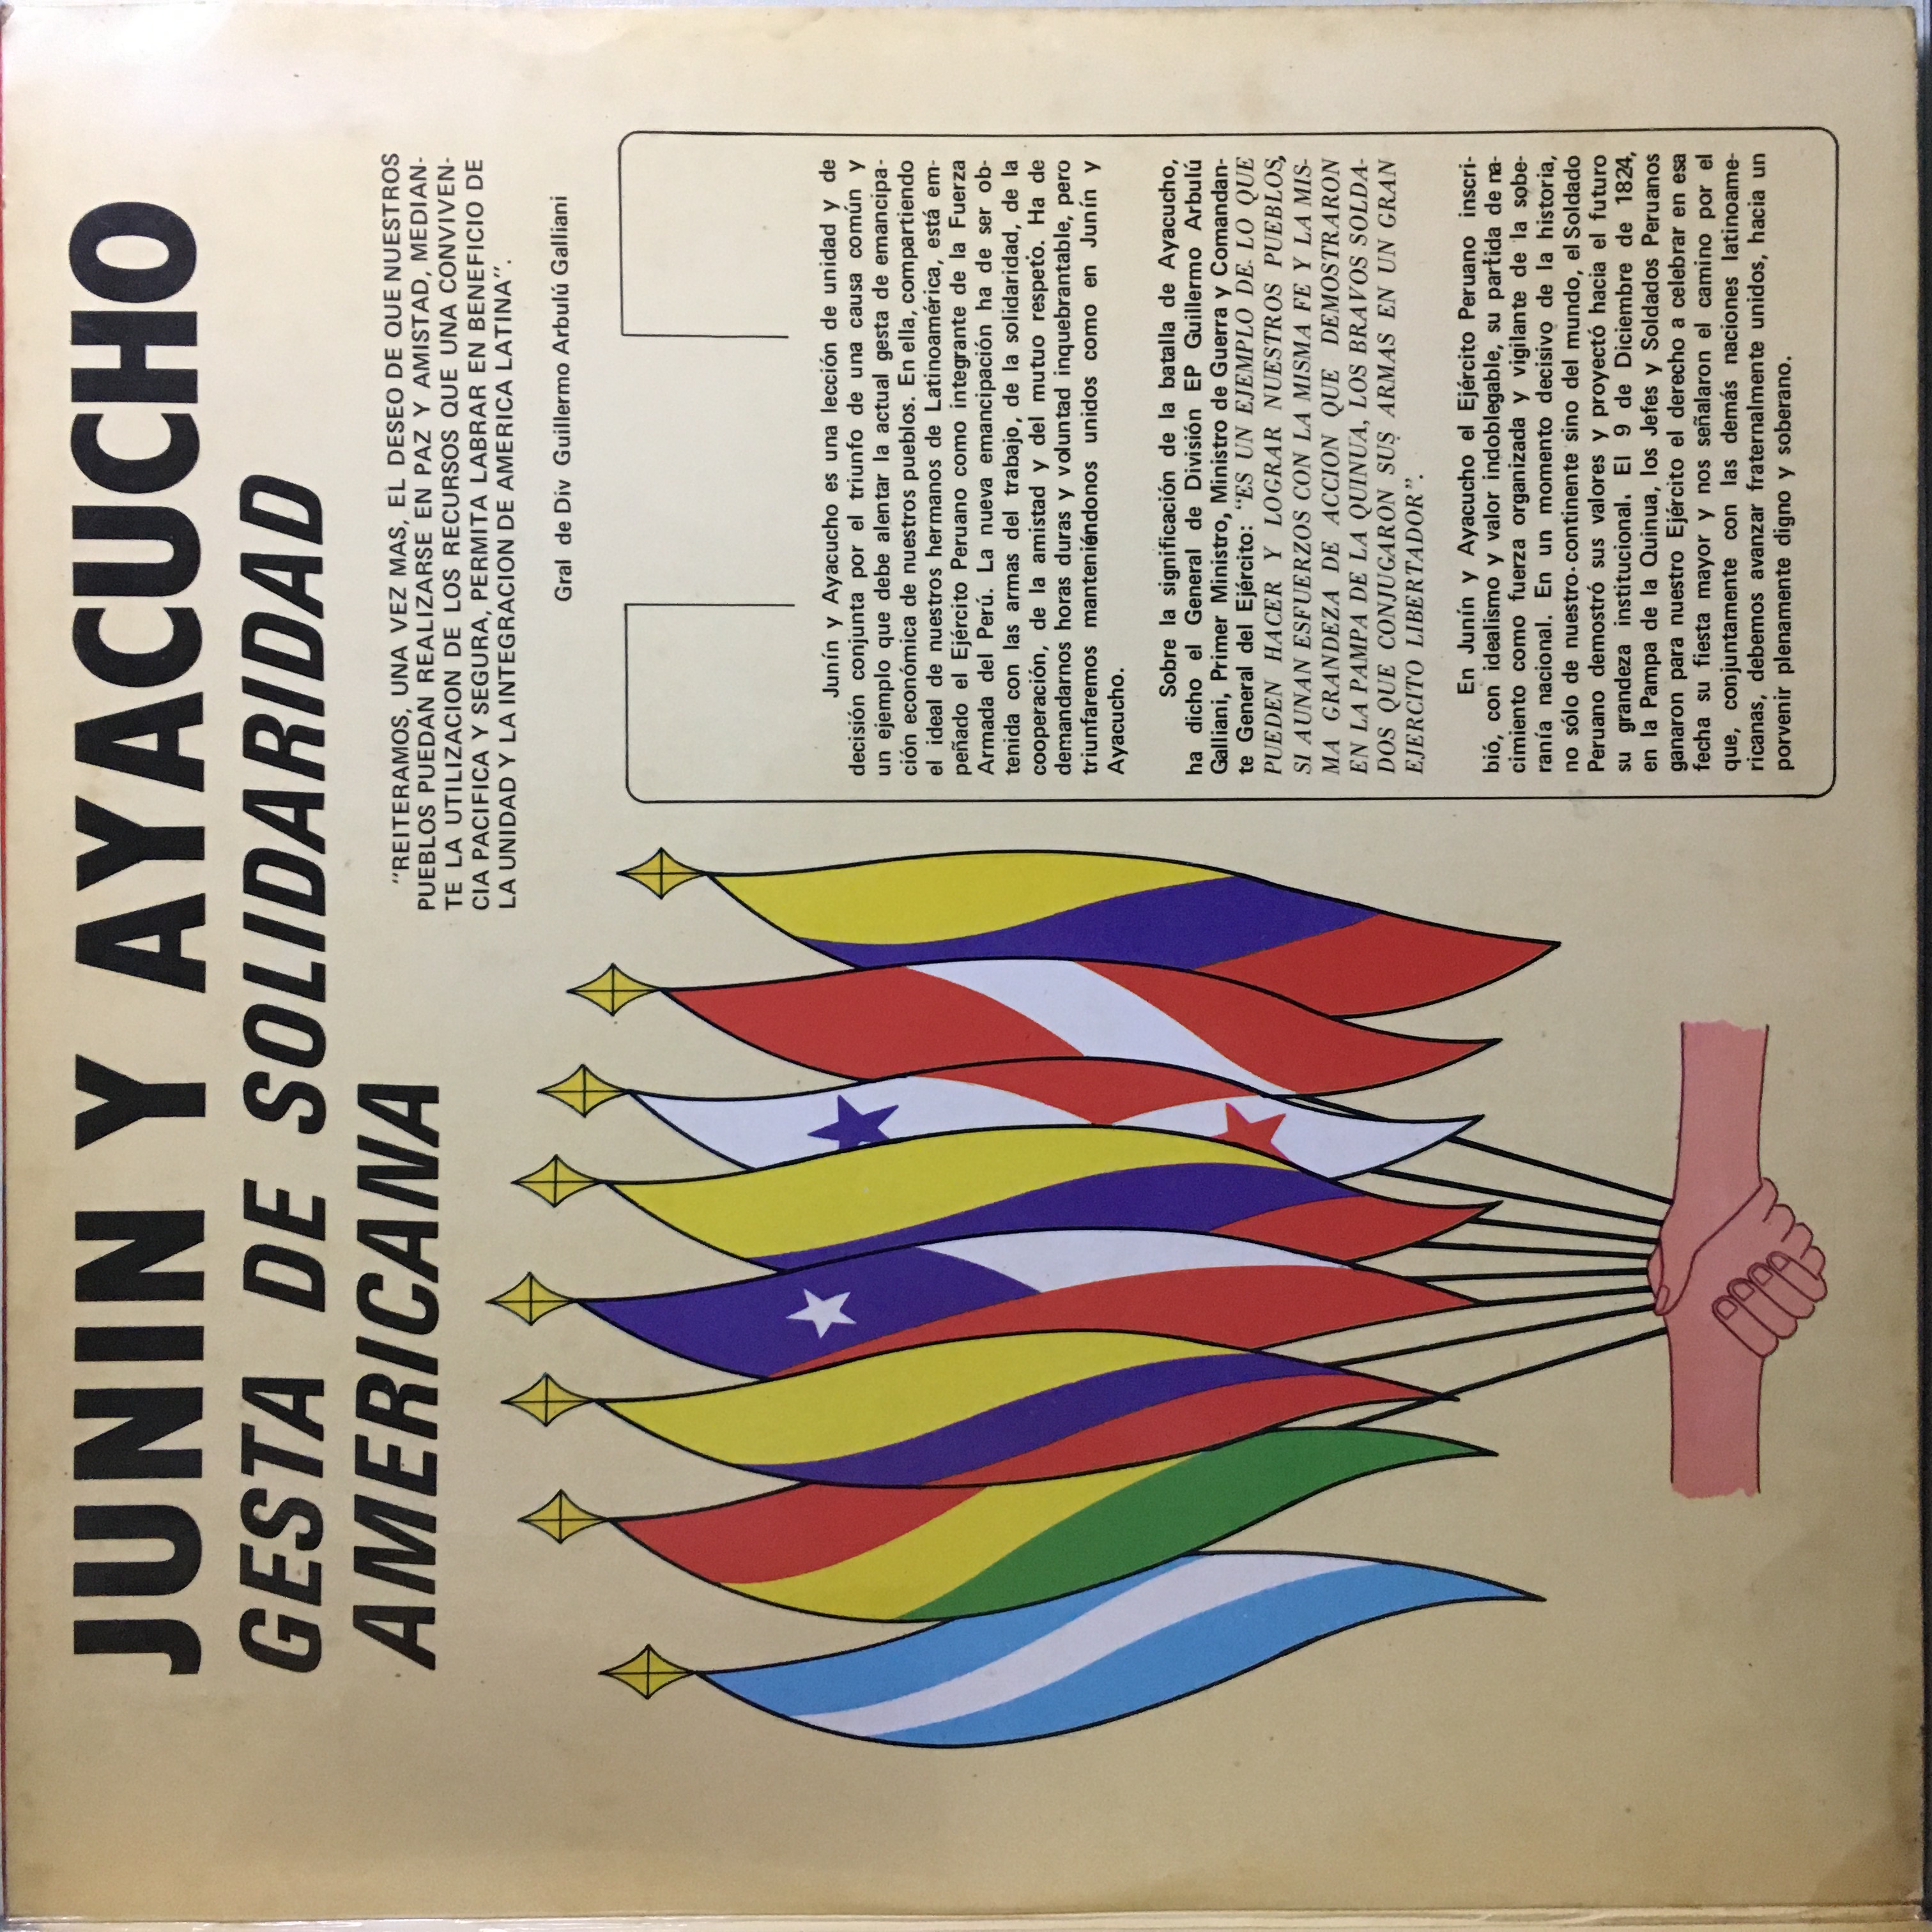 JUNIN Y AYACUCHO
GESTA DE SOLIDARIDAD
AMERICANA
"REITERAMOS, UNA VEZ MAS, EL DESEO DE QUE NUESTROS
PUEBLOS PUEDAN REALIZARSE EN PAZ Y AMISTAD, MEDIAN-
TE LA UTILIZACION DE LOS RECURSOS QUE UNA CONVIVEN-
CIA PACIFICA Y SEGURA, PERMITA LABRAR EN BENEFICIO DE
LA UNIDAD Y LA INTEGRACION DE AMERICA LATINA".
Gral de Div Guillermo Arbulú Galliani
Junín y Ayacucho es una lección de unidad y de
decisión conjunta por el triunfo de una causa común y
un ejemplo que debe alentar la actual gesta de emancipa-
ción económica de nuestros pueblos. En ella, compartiendo
el ideal de nuestros hermanos de Latinoamérica, está em-
peñado el Ejército Peruano como integrante de la Fuerza
Armada del Perú. La nueva emancipación ha de ser ob-
tenida con las armas del trabajo, de la solidaridad, de la
cooperación, de la amistad y del mutuo respeto. Ha de
demandarnos horas duras y voluntad inquebrantable, pero
triunfaremos manteniéndonos unidos como en Junín y
Ayacucho.
Sobre la significación de la batalla de Ayacucho,
ha dicho el General de División EP Guillermo Arbulú
Galliani, Primer Ministro, Ministro de Guerra y Comandan-
te General del Ejército: "ES UN EJEMPLO DE LO QUE
PUEDEN HACER Y LOGRAR NUESTROS PUEBLOS,
SI AUNAN ESFUERZOS CON LA MISMA FE Y LA MIS-
MA GRANDEZA DE ACCION QUE DEMOSTRARON
EN LA PAMPA DE LA QUINUA, LOS BRAVOS SOLDA-
DOS QUE CONJUGARON SUS ARMAS EN UN GRAN
EJERCITO LIBERTADOR".
En Junín y Ayacucho el Ejército Peruano inscri-
bió, con idealismo y valor indoblegable, su partida de na-
cimiento como fuerza organizada y vigilante de la sobe-
ranía nacional. En un momento decisivo de la historia,
no sólo de nuestro continente sino del mundo, el Soldado
Peruano demostró sus valores y proyectó hacia el futuro
su grandeza institucional. El 9 de Diciembre de 1824,
en la Pampa de la Quinua, los Jefes y Soldados Peruanos
ganaron para nuestro Ejército el derecho a celebrar en esa
fecha su fiesta mayor y nos señalaron el camino por el
que, conjuntamente con las demás naciones latinoame-
ricanas, debemos avanzar fraternalmente unidos, hacia un
porvenir plenamente digno y soberano.